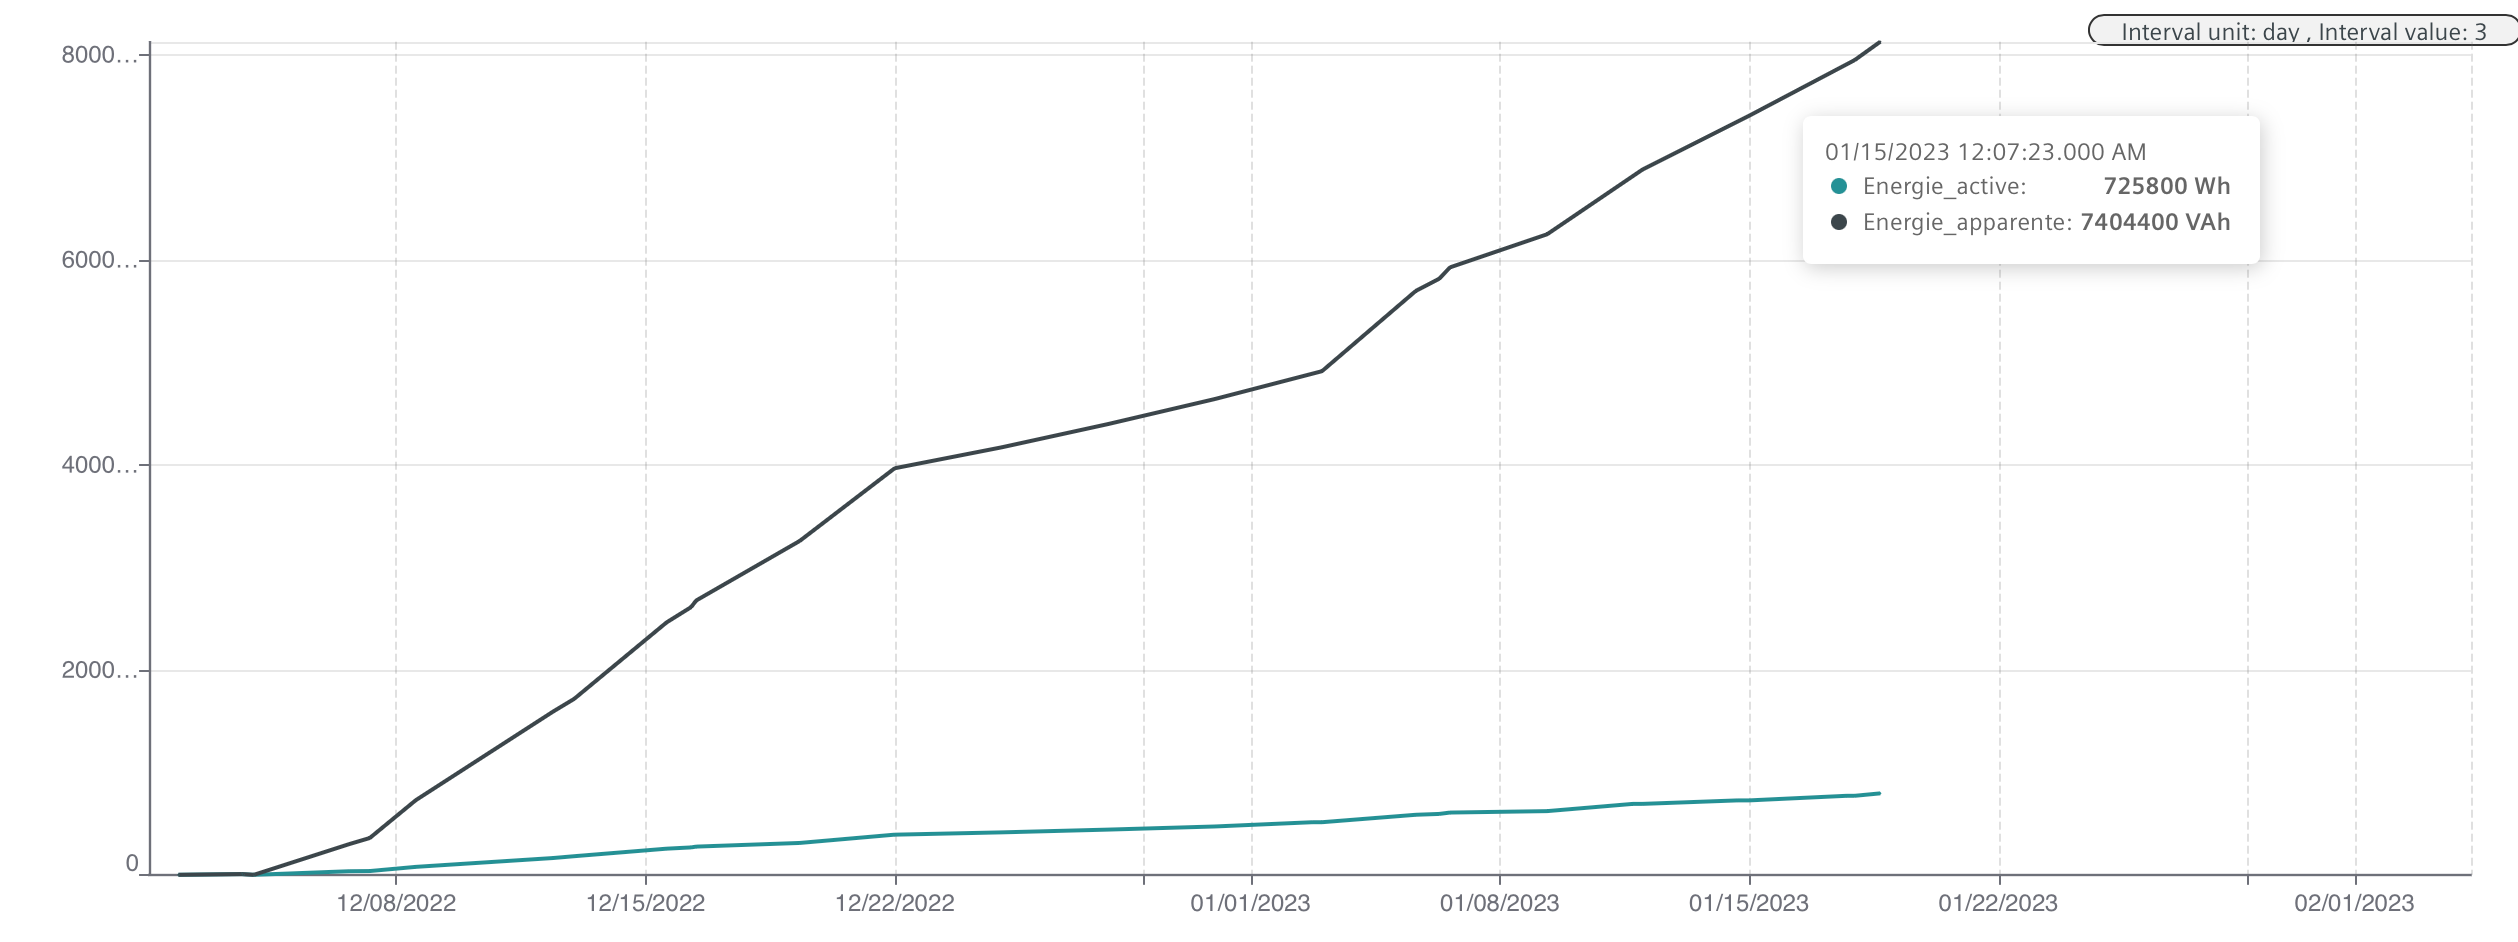 Interval unit: day , Interval value: 3
8000...
6000...
4000...
2000...
0
01/15/2023 12:07:23.000 AM
Energie_active: 725800 Wh
Energie_apparente: 7404400 VAh
12/08/2022 12/15/2022 12/22/2022 01/01/2023 01/08/2023 01/15/2023 01/22/2023 02/01/2023